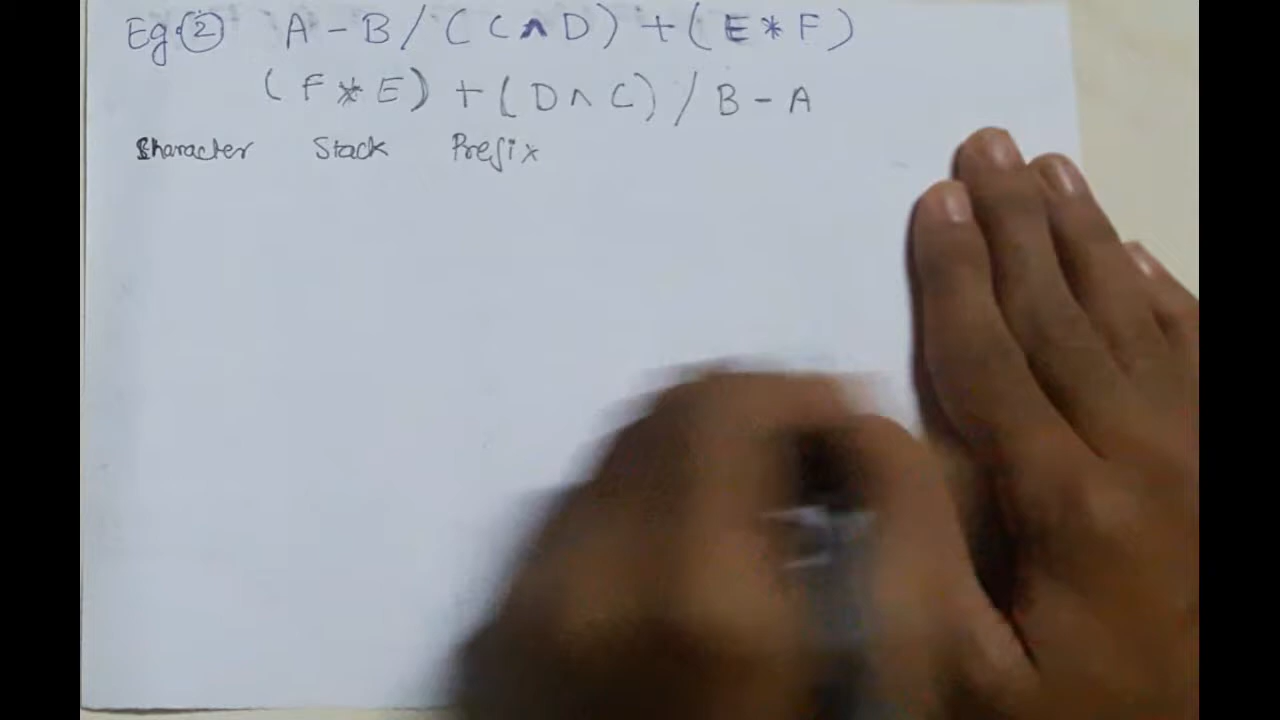 Eg ② A - B / ( C ^ D ) + ( E * F )
( F * E ) + ( D ^ C ) / B - A
Character Stack Prefix